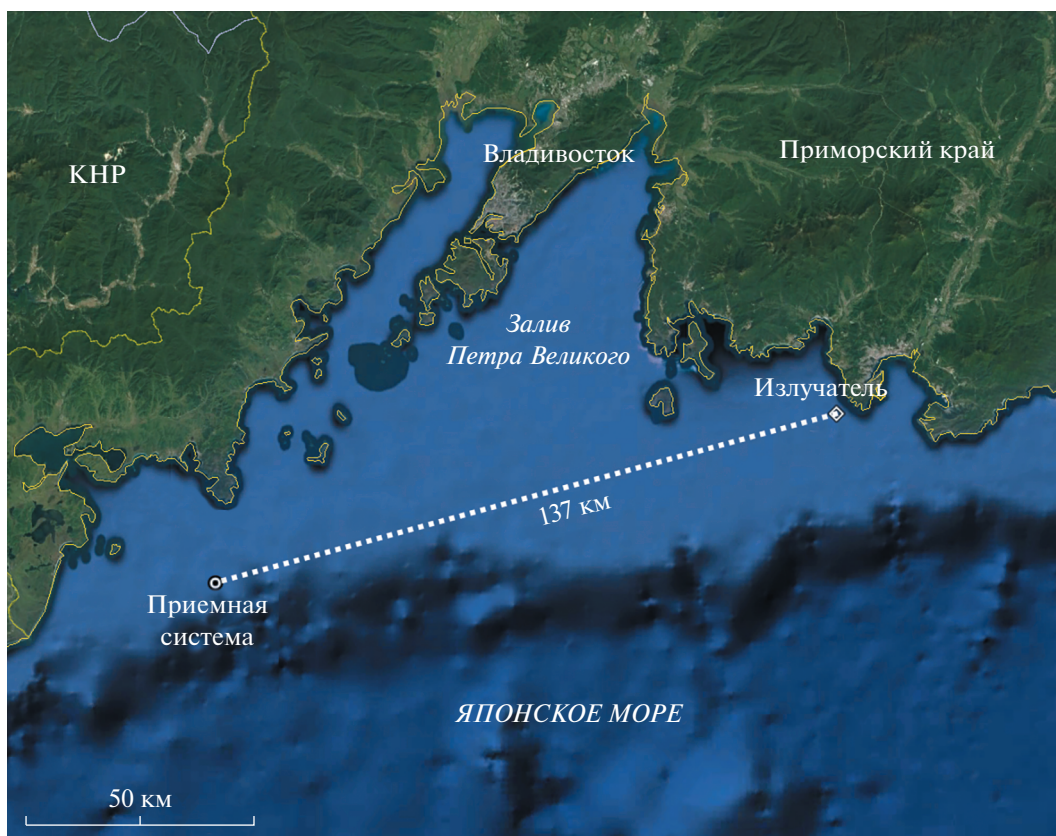 Владивосток
Приморский край
КНР
Залив
Петра Великого
Излучатель
137 км
Приемная
система
ЯПОНСКОЕ МОРЕ
50 км